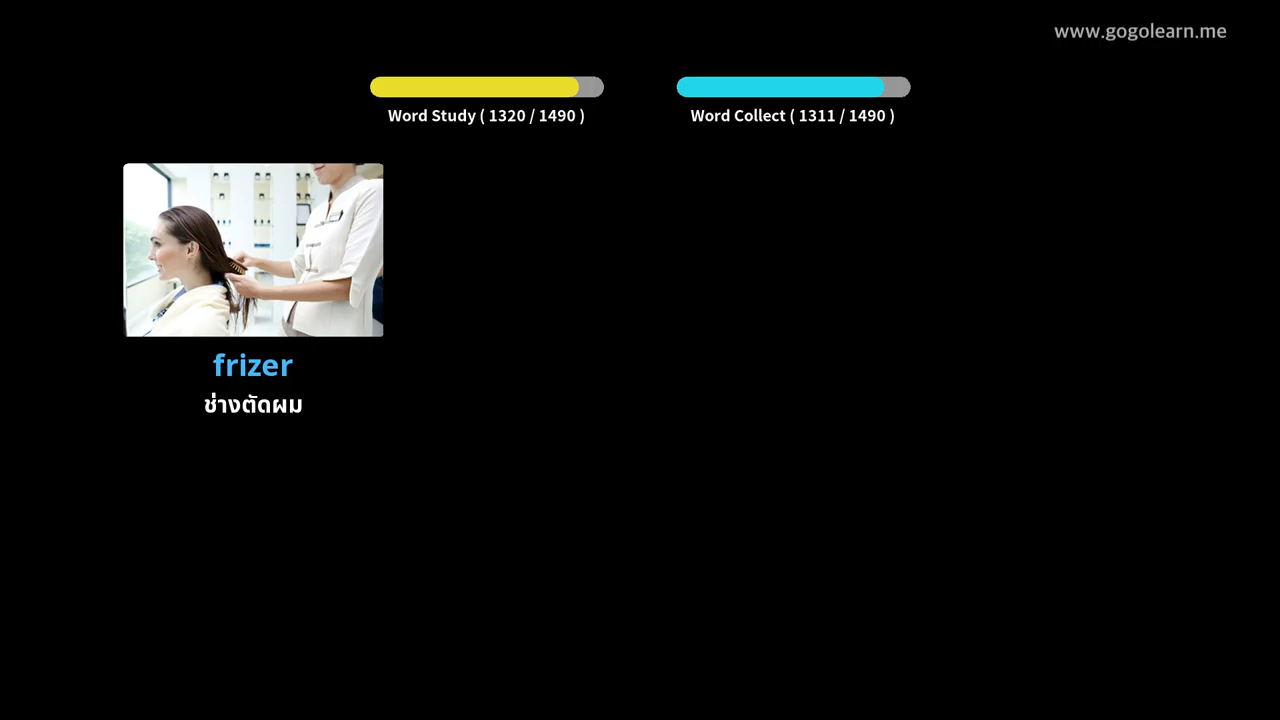 www.gogolearn.me
Word Study ( 1320 / 1490 )
Word Collect ( 1311 / 1490 )
frizer
ช่างตัดผม